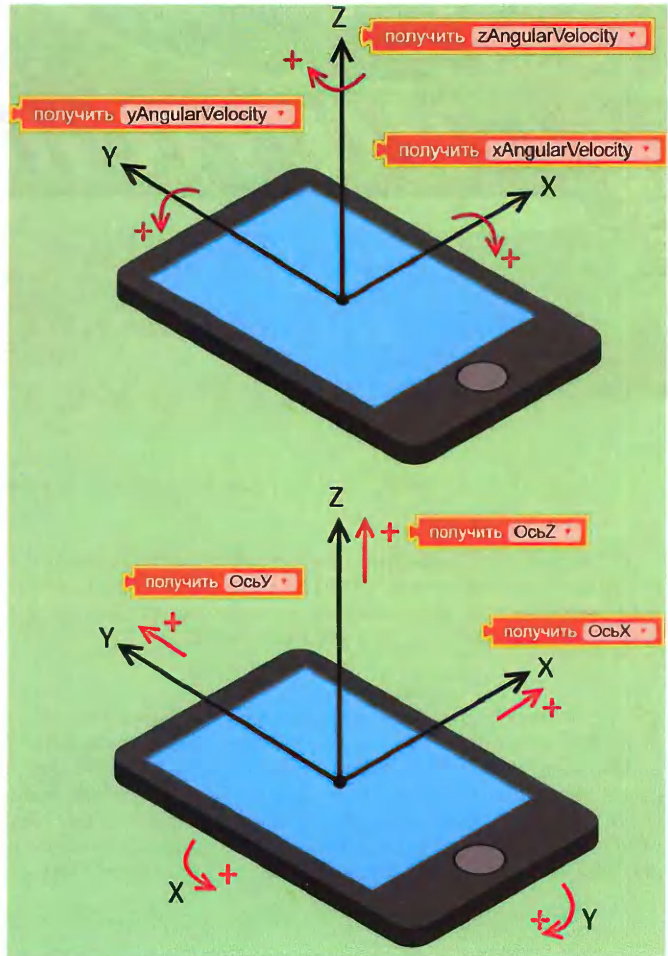 Z
получить zAngularVelocity
+
получить yAngularVelocity
получить xAngularVelocity
Y
X
+
+
Z
+
получить ОсьZ
получить ОсьY
+
получить ОсьX
Y
X
+
X
+
+
Y